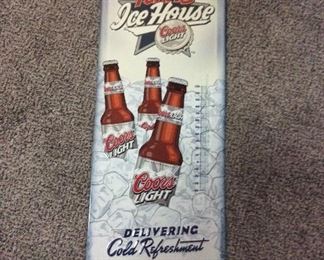 Ice House
Coors
LIGHT
Coors
LIGHT
Coors
LIGHT
DELIVERING
Cold Refreshment